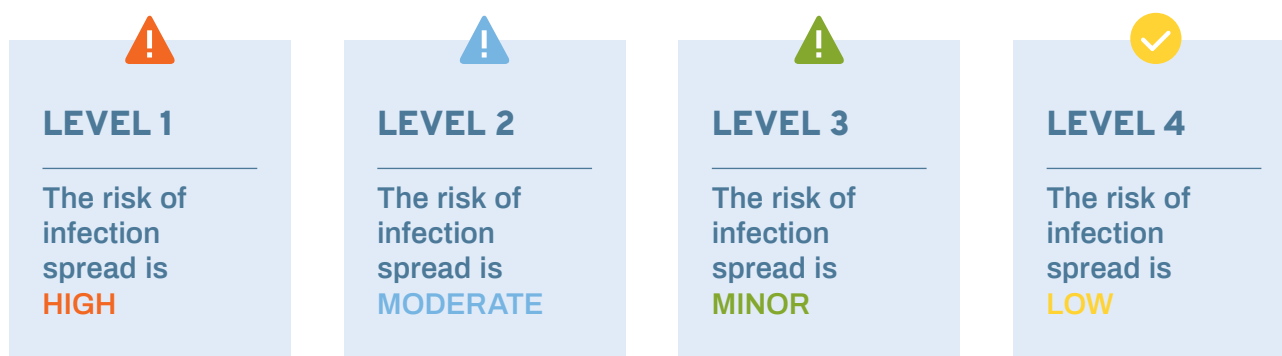 LEVEL 1
The risk of
infection
spread is
HIGH
LEVEL 2
The risk of
infection
spread is
MODERATE
LEVEL 3
The risk of
infection
spread is
MINOR
LEVEL 4
The risk of
infection
spread is
LOW